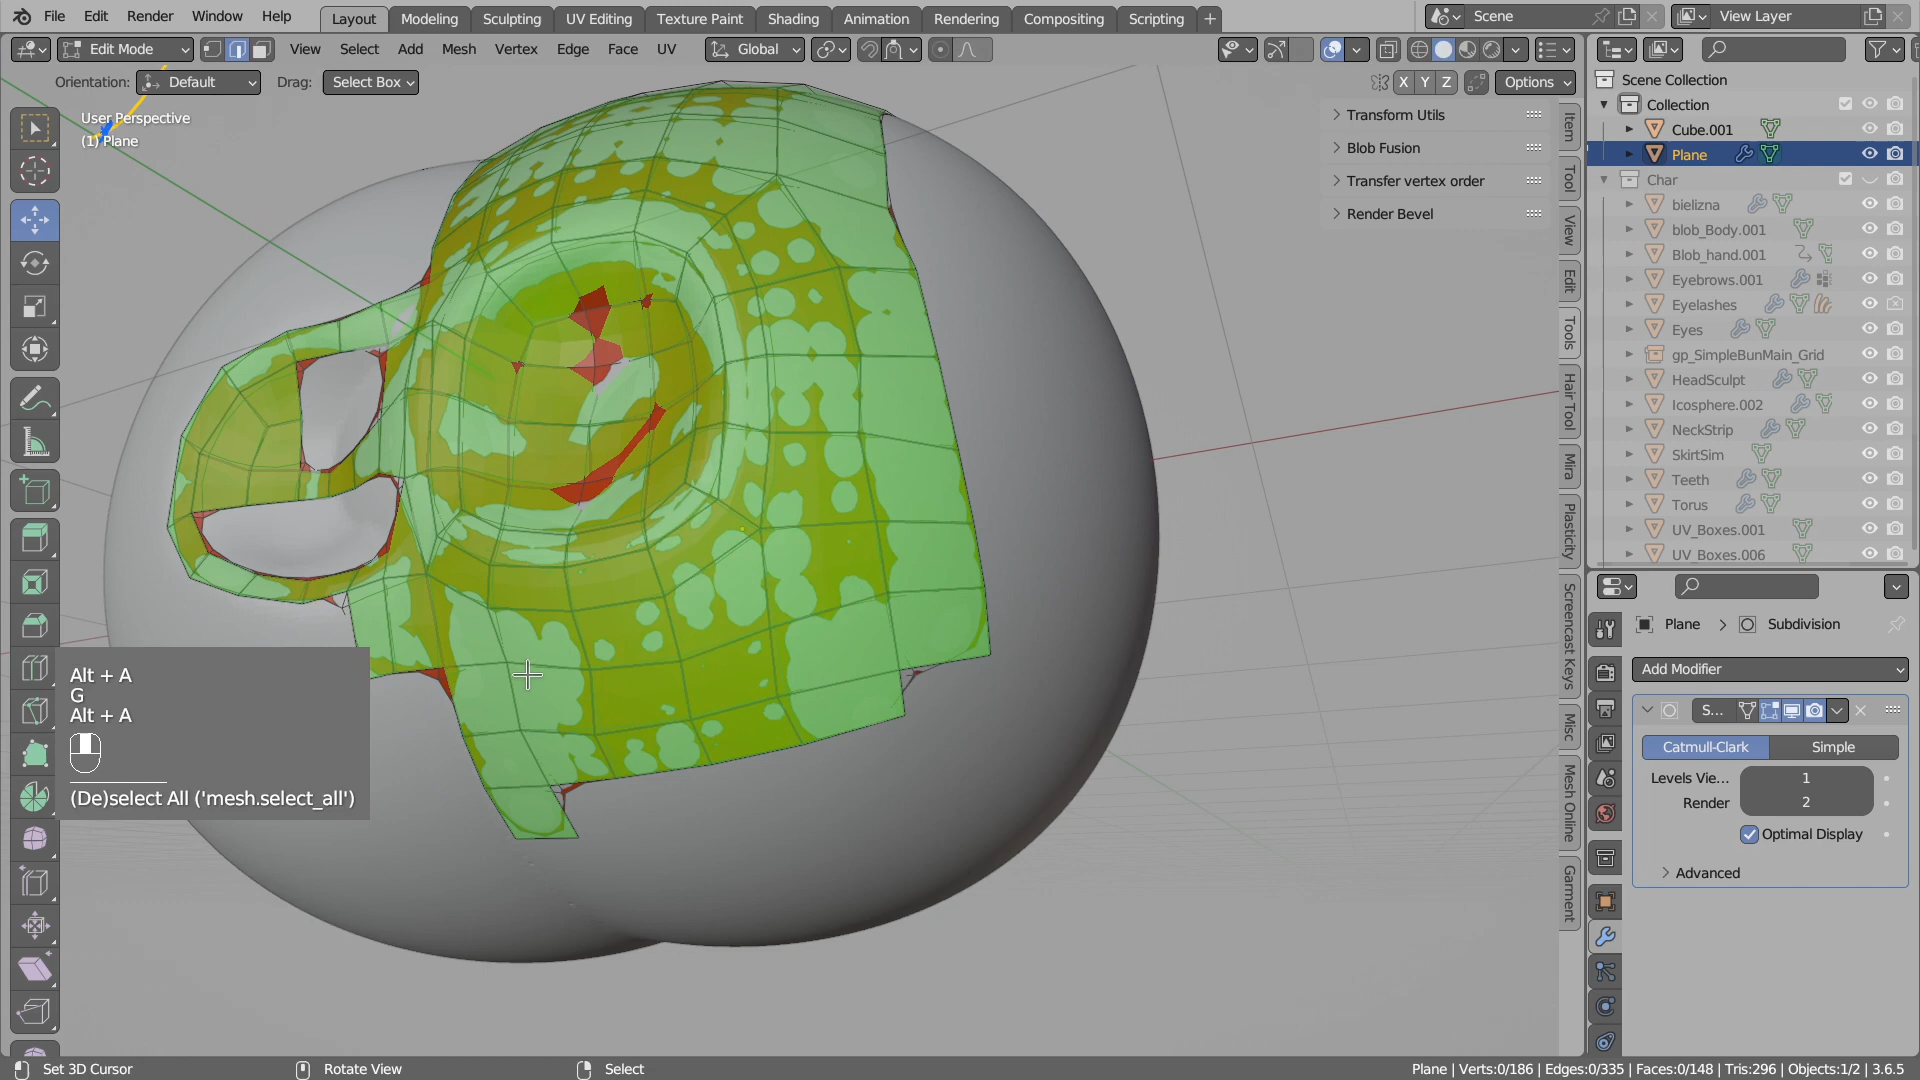 File Edit Render Window Help Layout Modeling Sculpting UV Editing Texture Paint Shading Animation Rendering Compositing Scripting + Scene View Layer
Edit Mode View Select Add Mesh Vertex Edge Face UV Global
Orientation: Default Drag: Select Box X Y Z Options
User Perspective
(1) Plane
Transform Utils
Blob Fusion
Transfer vertex order
Render Bevel
Item
Tool
View
Edit
Tools
Hair Tool
Mira
Plasticity
Screencast Keys
Misc
Mesh Online
Garment
Scene Collection
Collection
Cube.001
Plane
Char
bielizna
blob_Body.001
Blob_hand.001
Eyebrows.001
Eyelashes
Eyes
gp_SimpleBunMain_Grid
HeadSculpt
Icosphere.002
NeckStrip
SkirtSim
Teeth
Torus
UV_Boxes.001
UV_Boxes.006
Plane > Subdivision
Add Modifier
S...
Catmull-Clark Simple
Levels Vie... 1
Render 2
Optimal Display
Advanced
Alt + A
G
Alt + A
(De)select All ('mesh.select_all')
Set 3D Cursor Rotate View Select Plane | Verts:0/186 | Edges:0/335 | Faces:0/148 | Tris:296 | Objects:1/2 | 3.6.5